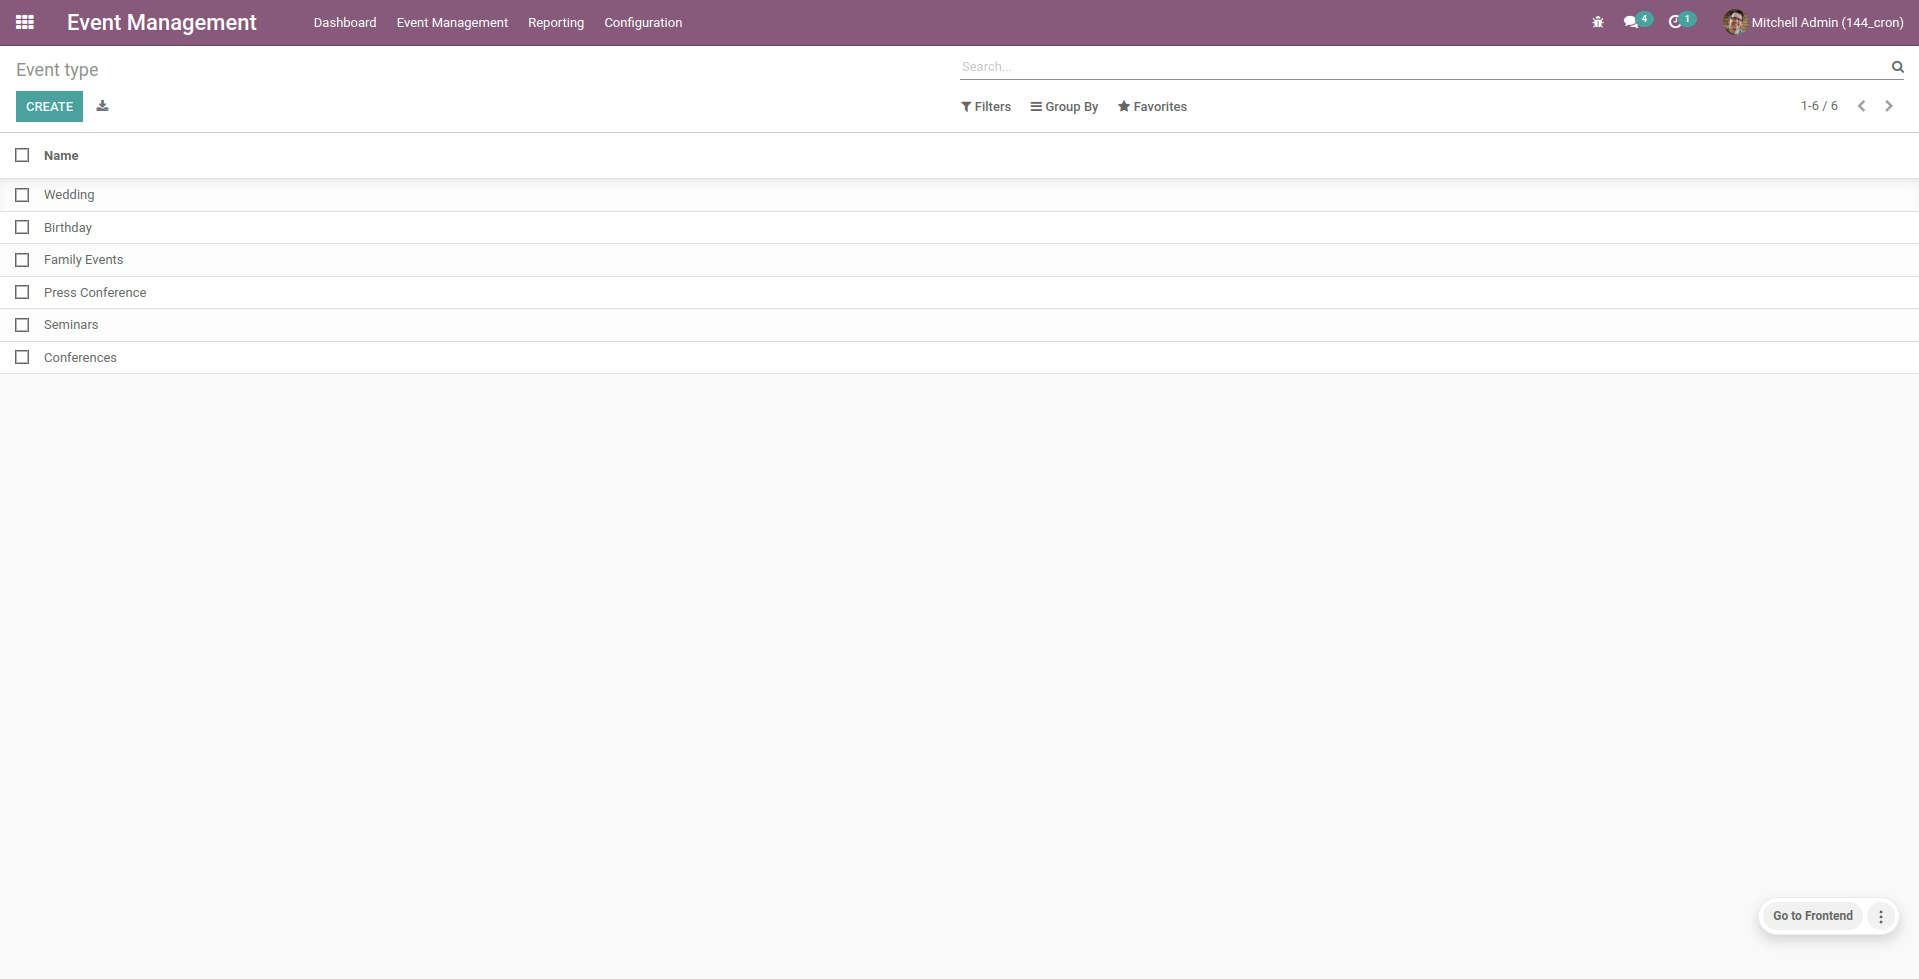 Event Management Dashboard Event Management Reporting Configuration 4 1 Mitchell Admin (144_cron)
Event type Search...
CREATE Filters Group By Favorites 1-6 / 6
Name
Wedding
Birthday
Family Events
Press Conference
Seminars
Conferences
Go to Frontend